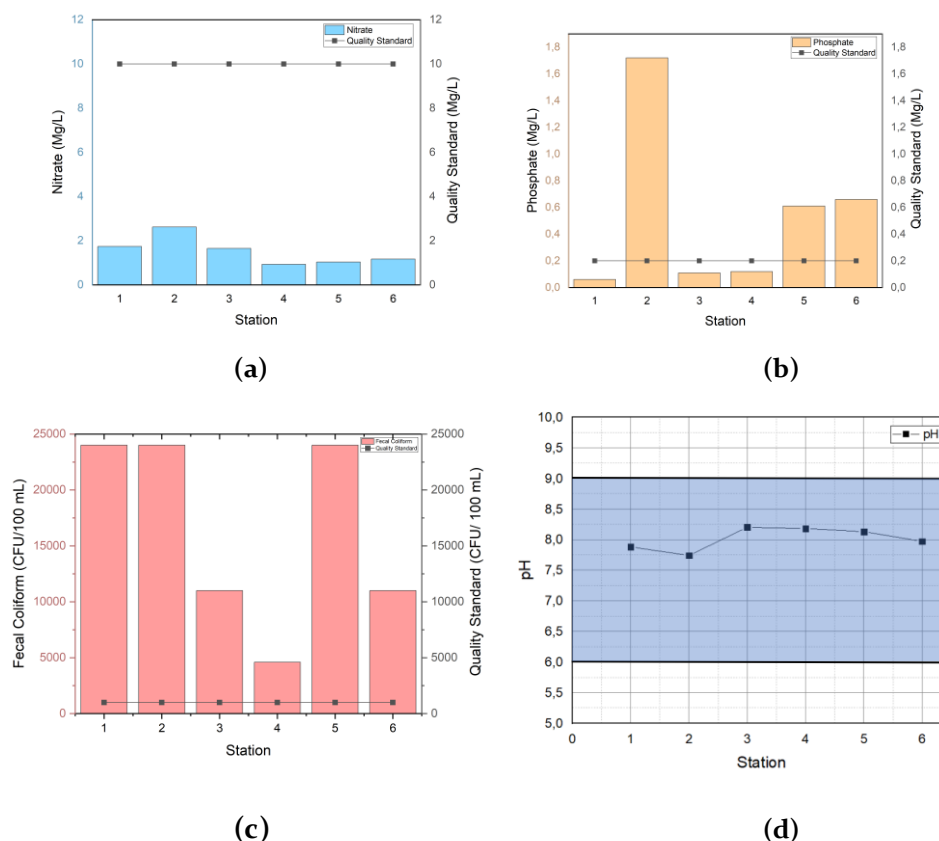 12
10
8
6
4
2
0
Nitrate (Mg/L)
Nitrate
Quality Standard
12
10
8
6
4
2
0
Quality Standard (Mg/L)
1 2 3 4 5 6
Station
(a)
1,8
1,6
1,4
1,2
1,0
0,8
0,6
0,4
0,2
0,0
Phosphate (Mg/L)
Phosphate
Quality Standard
1,8
1,6
1,4
1,2
1,0
0,8
0,6
0,4
0,2
0,0
Quality Standard (Mg/L)
1 2 3 4 5 6
Station
(b)
25000
20000
15000
10000
5000
0
Fecal Coliform (CFU/100 mL)
Fecal Coliform
Quality Standard
25000
20000
15000
10000
5000
0
Quality Standard (CFU/ 100 mL)
1 2 3 4 5 6
Station
(c)
10,0
9,5
9,0
8,5
8,0
7,5
7,0
6,5
6,0
5,5
5,0
pH
pH
0 1 2 3 4 5 6
Station
(d)